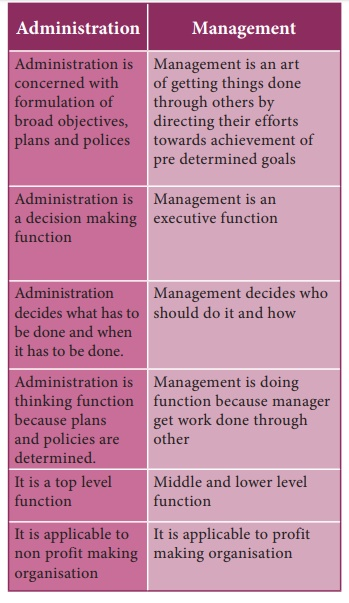 Administration
Management
Administration is
concerned with
formulation of
broad objectives,
plans and polices
Management is an art
of getting things done
through others by
directing their efforts
towards achievement of
pre determined goals
Administration is
a decision making
function
Management is an
executive function
Administration
decides what has to
be done and when
it has to be done.
Management decides who
should do it and how
Administration is
thinking function
because plans
and policies are
determined.
Management is doing
function because manager
get work done through
other
It is a top level
function
Middle and lower level
function
It is applicable to
non profit making
organisation
It is applicable to profit
making organisation